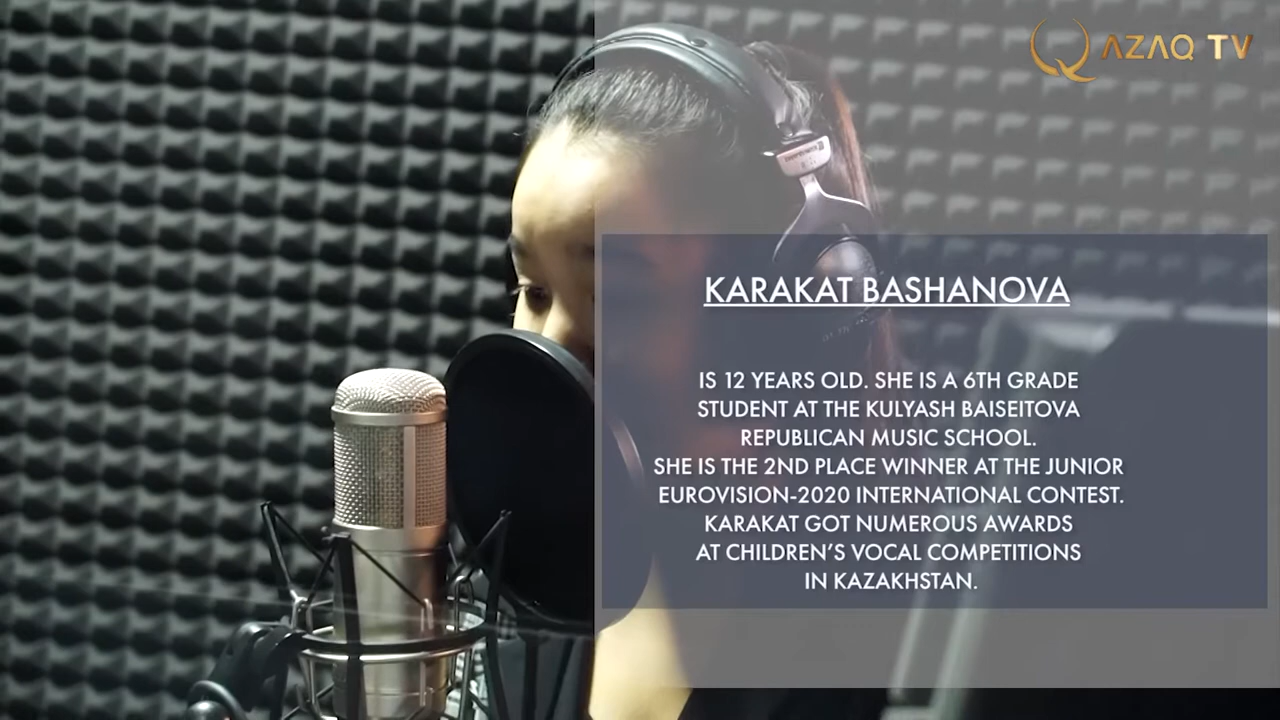 QAZAQ TV
KARAKAT BASHANOVA
IS 12 YEARS OLD. SHE IS A 6TH GRADE
STUDENT AT THE KULYASH BAISEITOVA
REPUBLICAN MUSIC SCHOOL.
SHE IS THE 2ND PLACE WINNER AT THE JUNIOR
EUROVISION-2020 INTERNATIONAL CONTEST.
KARAKAT GOT NUMEROUS AWARDS
AT CHILDREN’S VOCAL COMPETITIONS
IN KAZAKHSTAN.